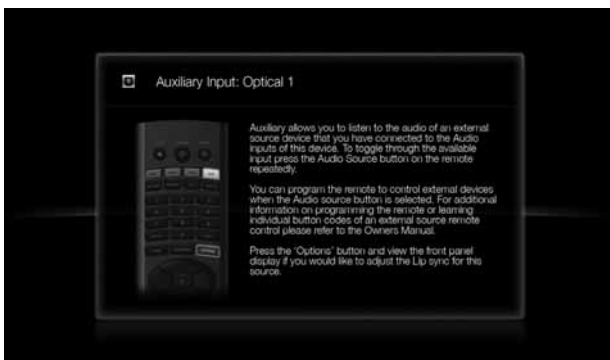 Auxiliary Input: Optical 1
Auxiliary allows you to listen to the audio of an external
source device that you have connected to the Audio
inputs of this device. To toggle through the available
input press the Audio Source button on the remote
repeatedly.
You can program the remote to control external devices
when the Audio source button is selected. For additional
information on programming the remote or learning
individual button codes of an external source remote
control please refer to the Owners Manual.
Press the 'Options' button and view the front panel
display if you would like to adjust the Lip sync for this
source.